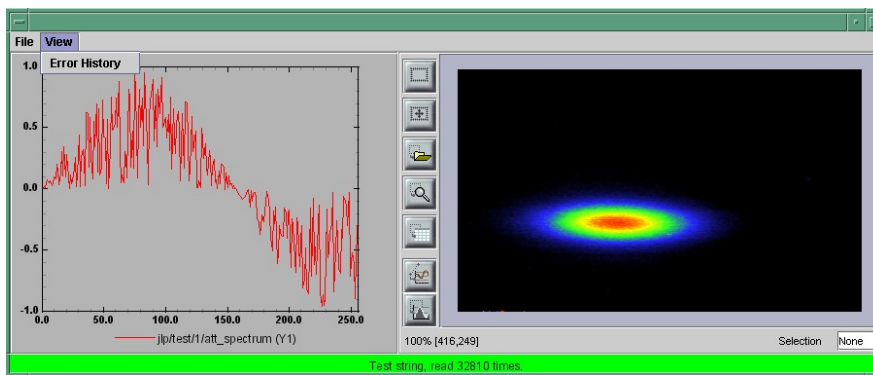 File View
Error History
1.0
0.5
0.0
-0.5
-1.0
0.0 50.0 100.0 150.0 200.0 250.0
jlp/test/1/att_spectrum (Y1)
100% [416,249] Selection None
Test string, read 32810 times.